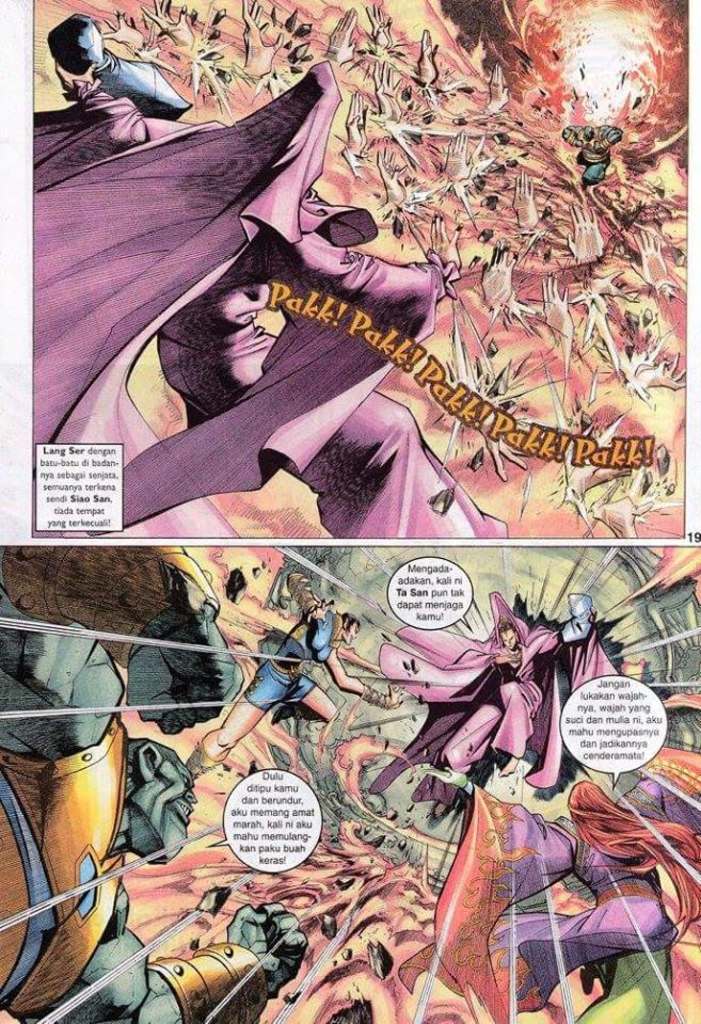 Pakk! Pakk! Pakk! Pakk! Pakk!
Lang Ser dengan
batu-batu di badan-
nya sebagai senjata,
semuanya terkena
sendi Siao San,
tiada tempat
yang terkecuali!
19
Mengada-
adakan, kali ni
Ta San pun tak
dapat menjaga
kamu!
Jangan
lukakan wajah-
nya, wajah yang
suci dan mulia ni, aku
mahu mengupasnya
dan jadikannya
cenderamata!
Dulu
ditipu kamu
dan berundur,
aku memang amat
marah, kali ni aku
mahu memulang-
kan paku buah
keras!